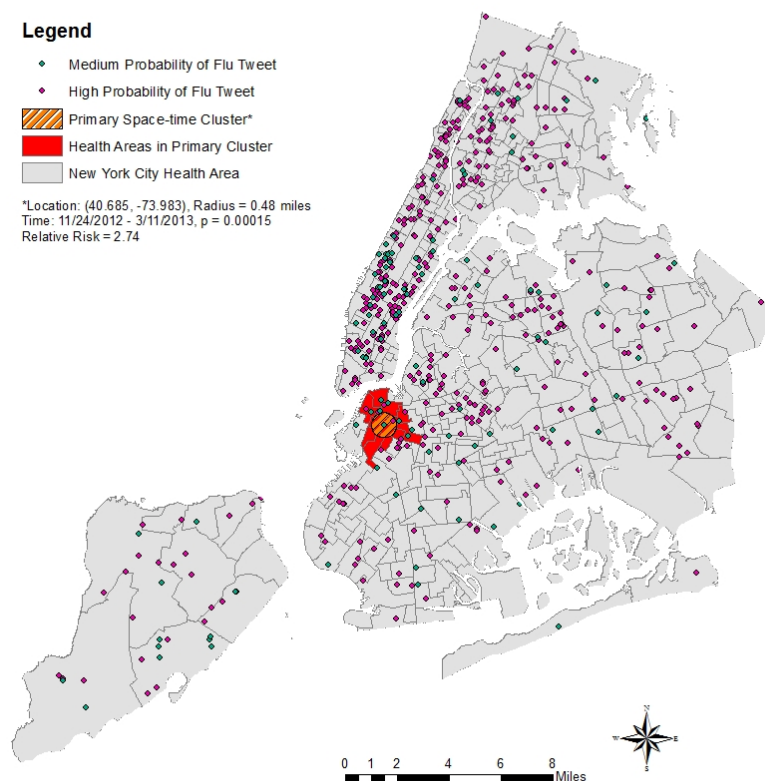 Legend
Medium Probability of Flu Tweet
High Probability of Flu Tweet
Primary Space-time Cluster*
Health Areas in Primary Cluster
New York City Health Area
*Location: (40.685, -73.983), Radius = 0.48 miles
Time: 11/24/2012 - 3/11/2013, p = 0.00015
Relative Risk = 2.74
N
W E
S
0 1 2 4 6 8
Miles